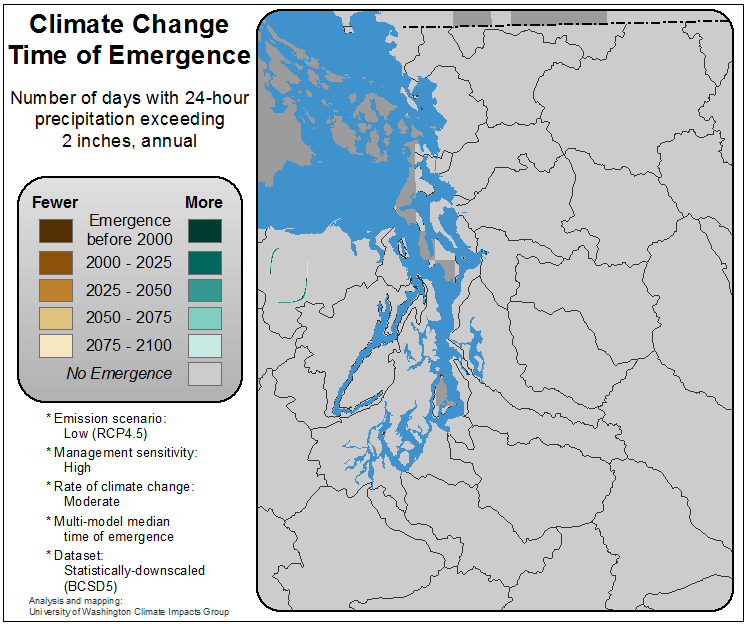 Climate Change
Time of Emergence
Number of days with 24-hour
precipitation exceeding
2 inches, annual
Fewer More
Emergence
before 2000
2000 - 2025
2025 - 2050
2050 - 2075
2075 - 2100
No Emergence
* Emission scenario:
Low (RCP4.5)
* Management sensitivity:
High
* Rate of climate change:
Moderate
* Multi-model median
time of emergence
* Dataset:
Statistically-downscaled
(BCSD5)
Analysis and mapping:
University of Washington Climate Impacts Group